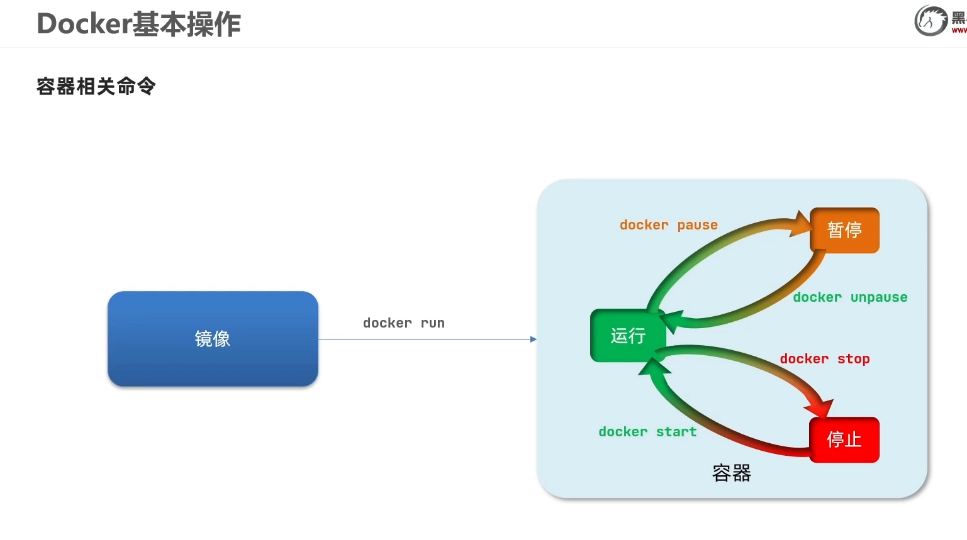 Docker基本操作
黑
www
容器相关命令
docker pause
暂停
docker unpause
docker run
镜像
运行
docker stop
docker start
停止
容器